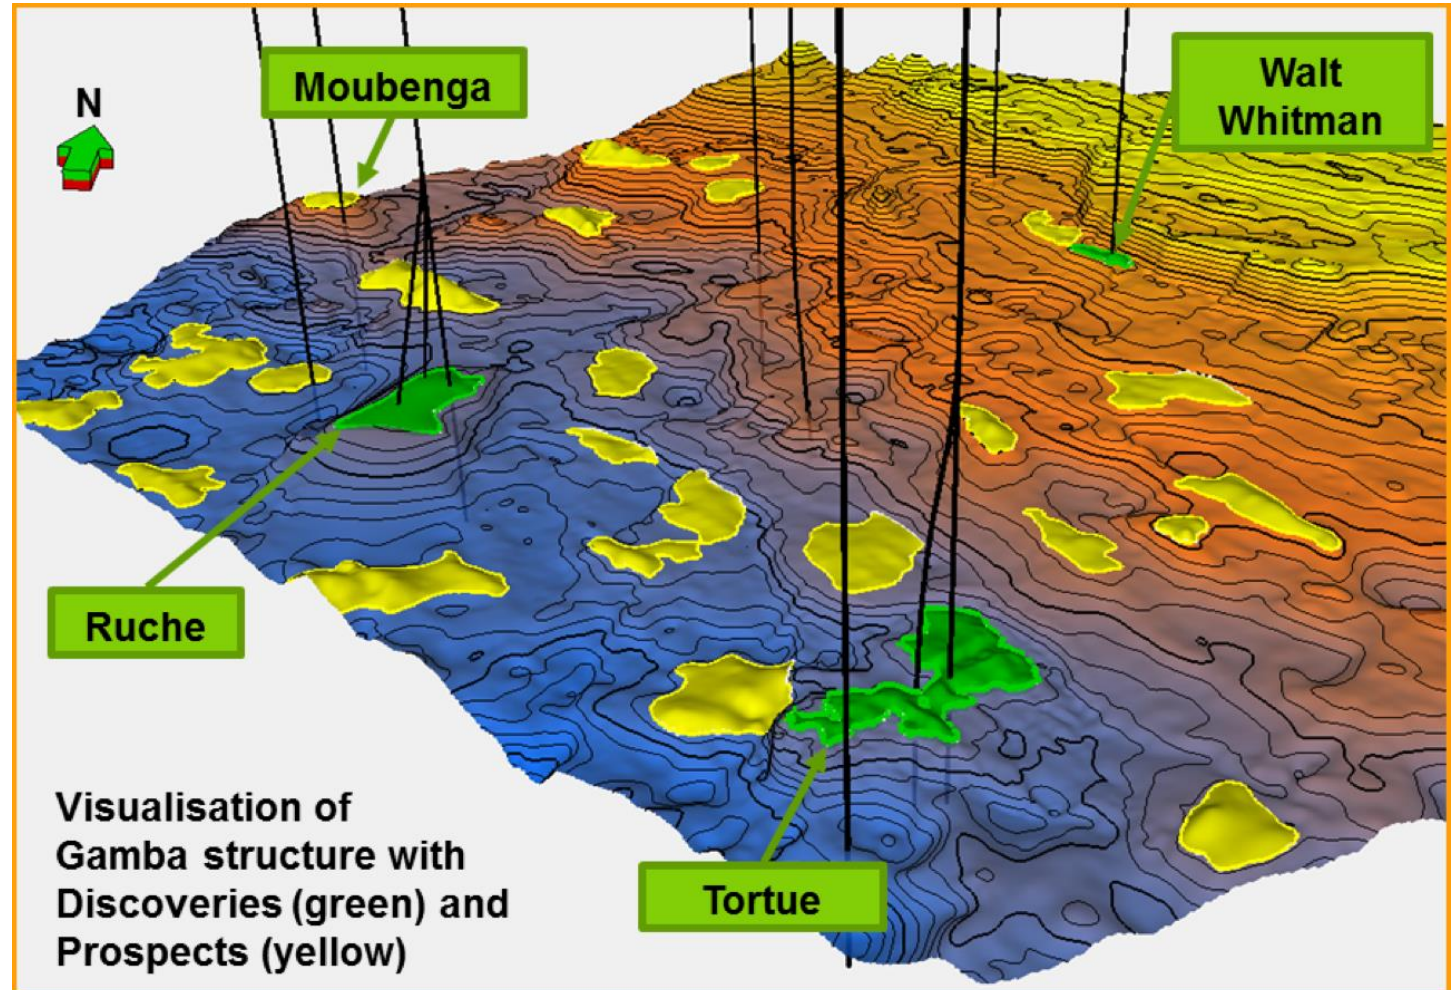 N
Moubenga
Walt
Whitman
Ruche
Tortue
Visualisation of
Gamba structure with
Discoveries (green) and
Prospects (yellow)